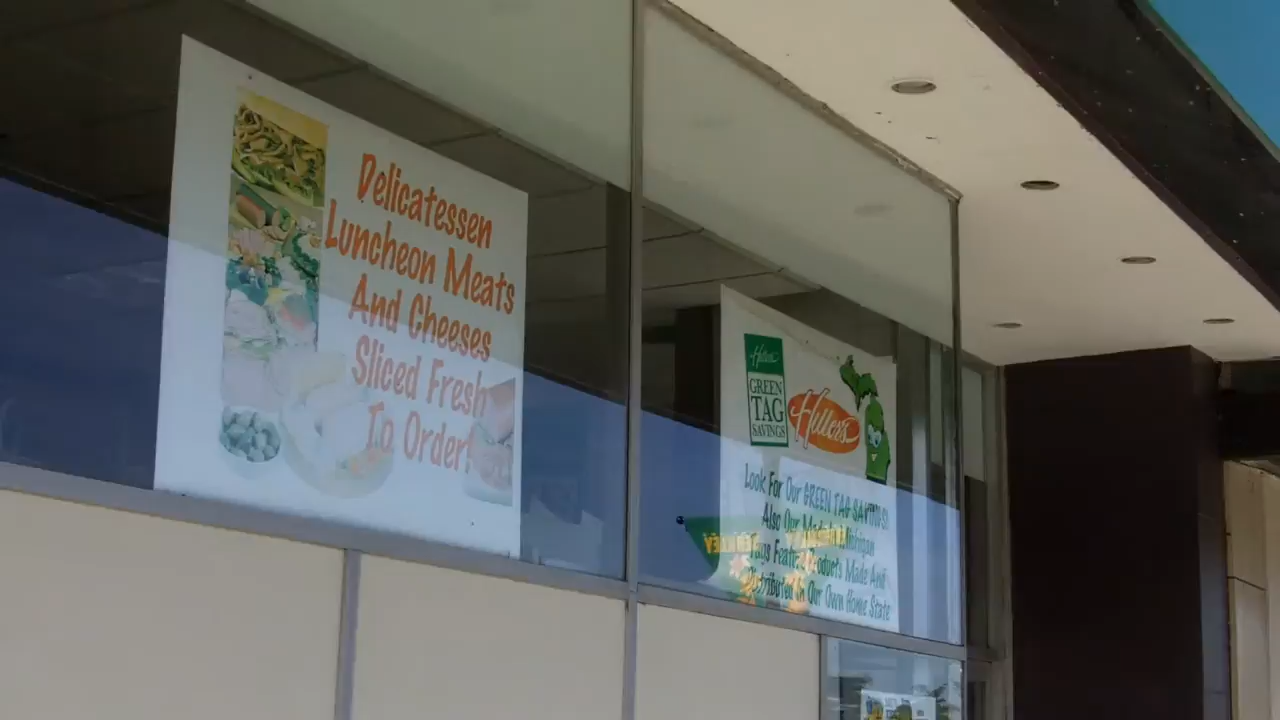 Delicatessen
Luncheon Meats
And Cheeses
Sliced Fresh
To Order!
Hiller's
GREEN
TAG
SAVINGS
Hiller's
Look For Our GREEN TAG SAVINGS!
Also Our Made In Michigan
Tags Feature Products Made And
Distributed In Our Own Home State